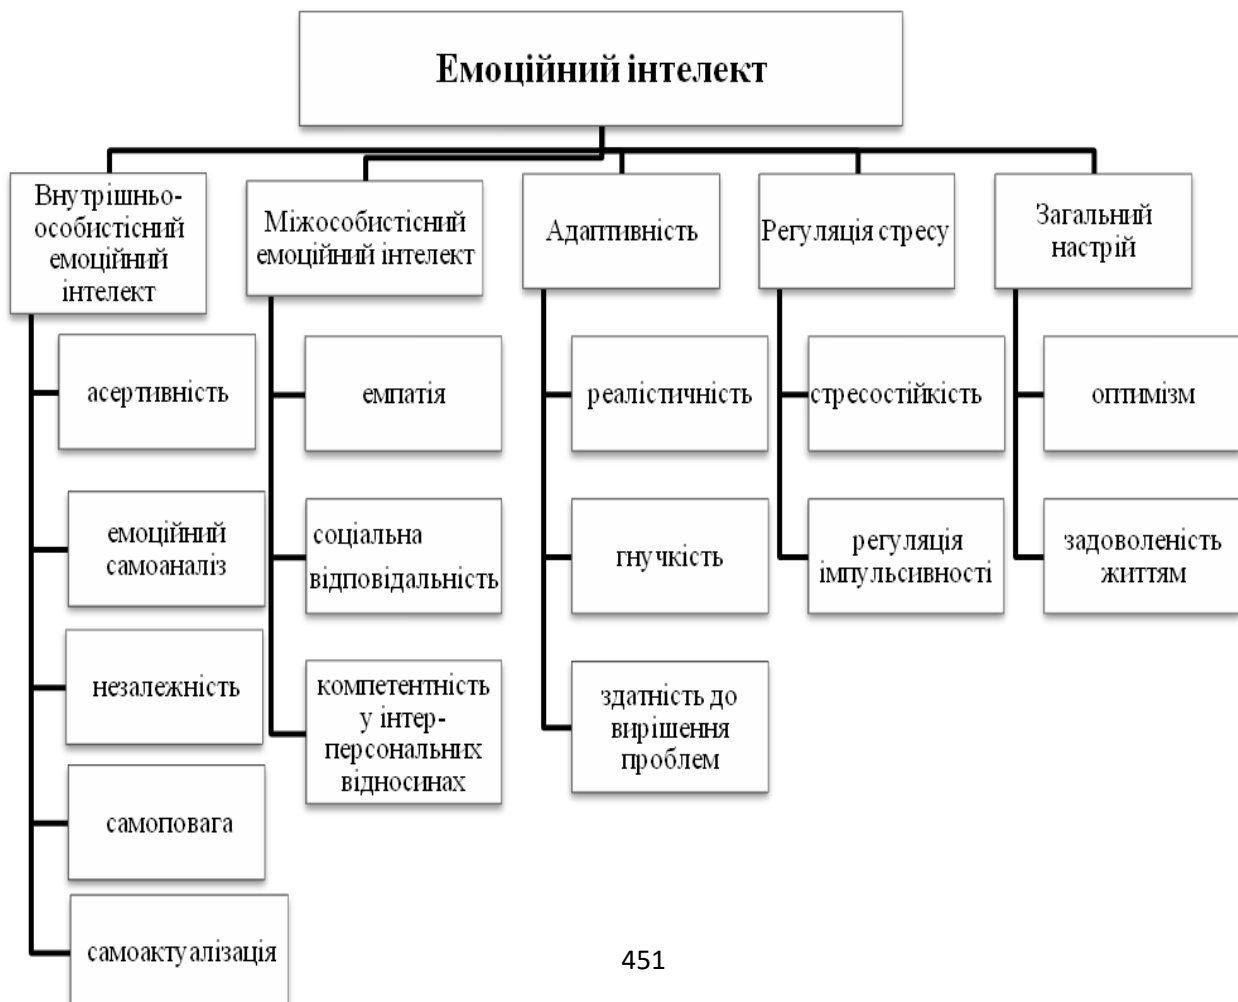 Емоційний інтелект
Внутрішньо-
особистісний
емоційний
інтелект
асертивність
емоційний
самоаналіз
незалежність
самоповага
самоактуалізація
Міжособистісний
емоційний інтелект
емпатія
соціальна
відповідальність
компетентність
у інтер-
персональних
відносинах
Адаптивність
реалістичність
гнучкість
здатність до
вирішення
проблем
Регуляція стресу
стресостійкість
регуляція
імпульсивності
Загальний
настрій
оптимізм
задоволеність
життям
451